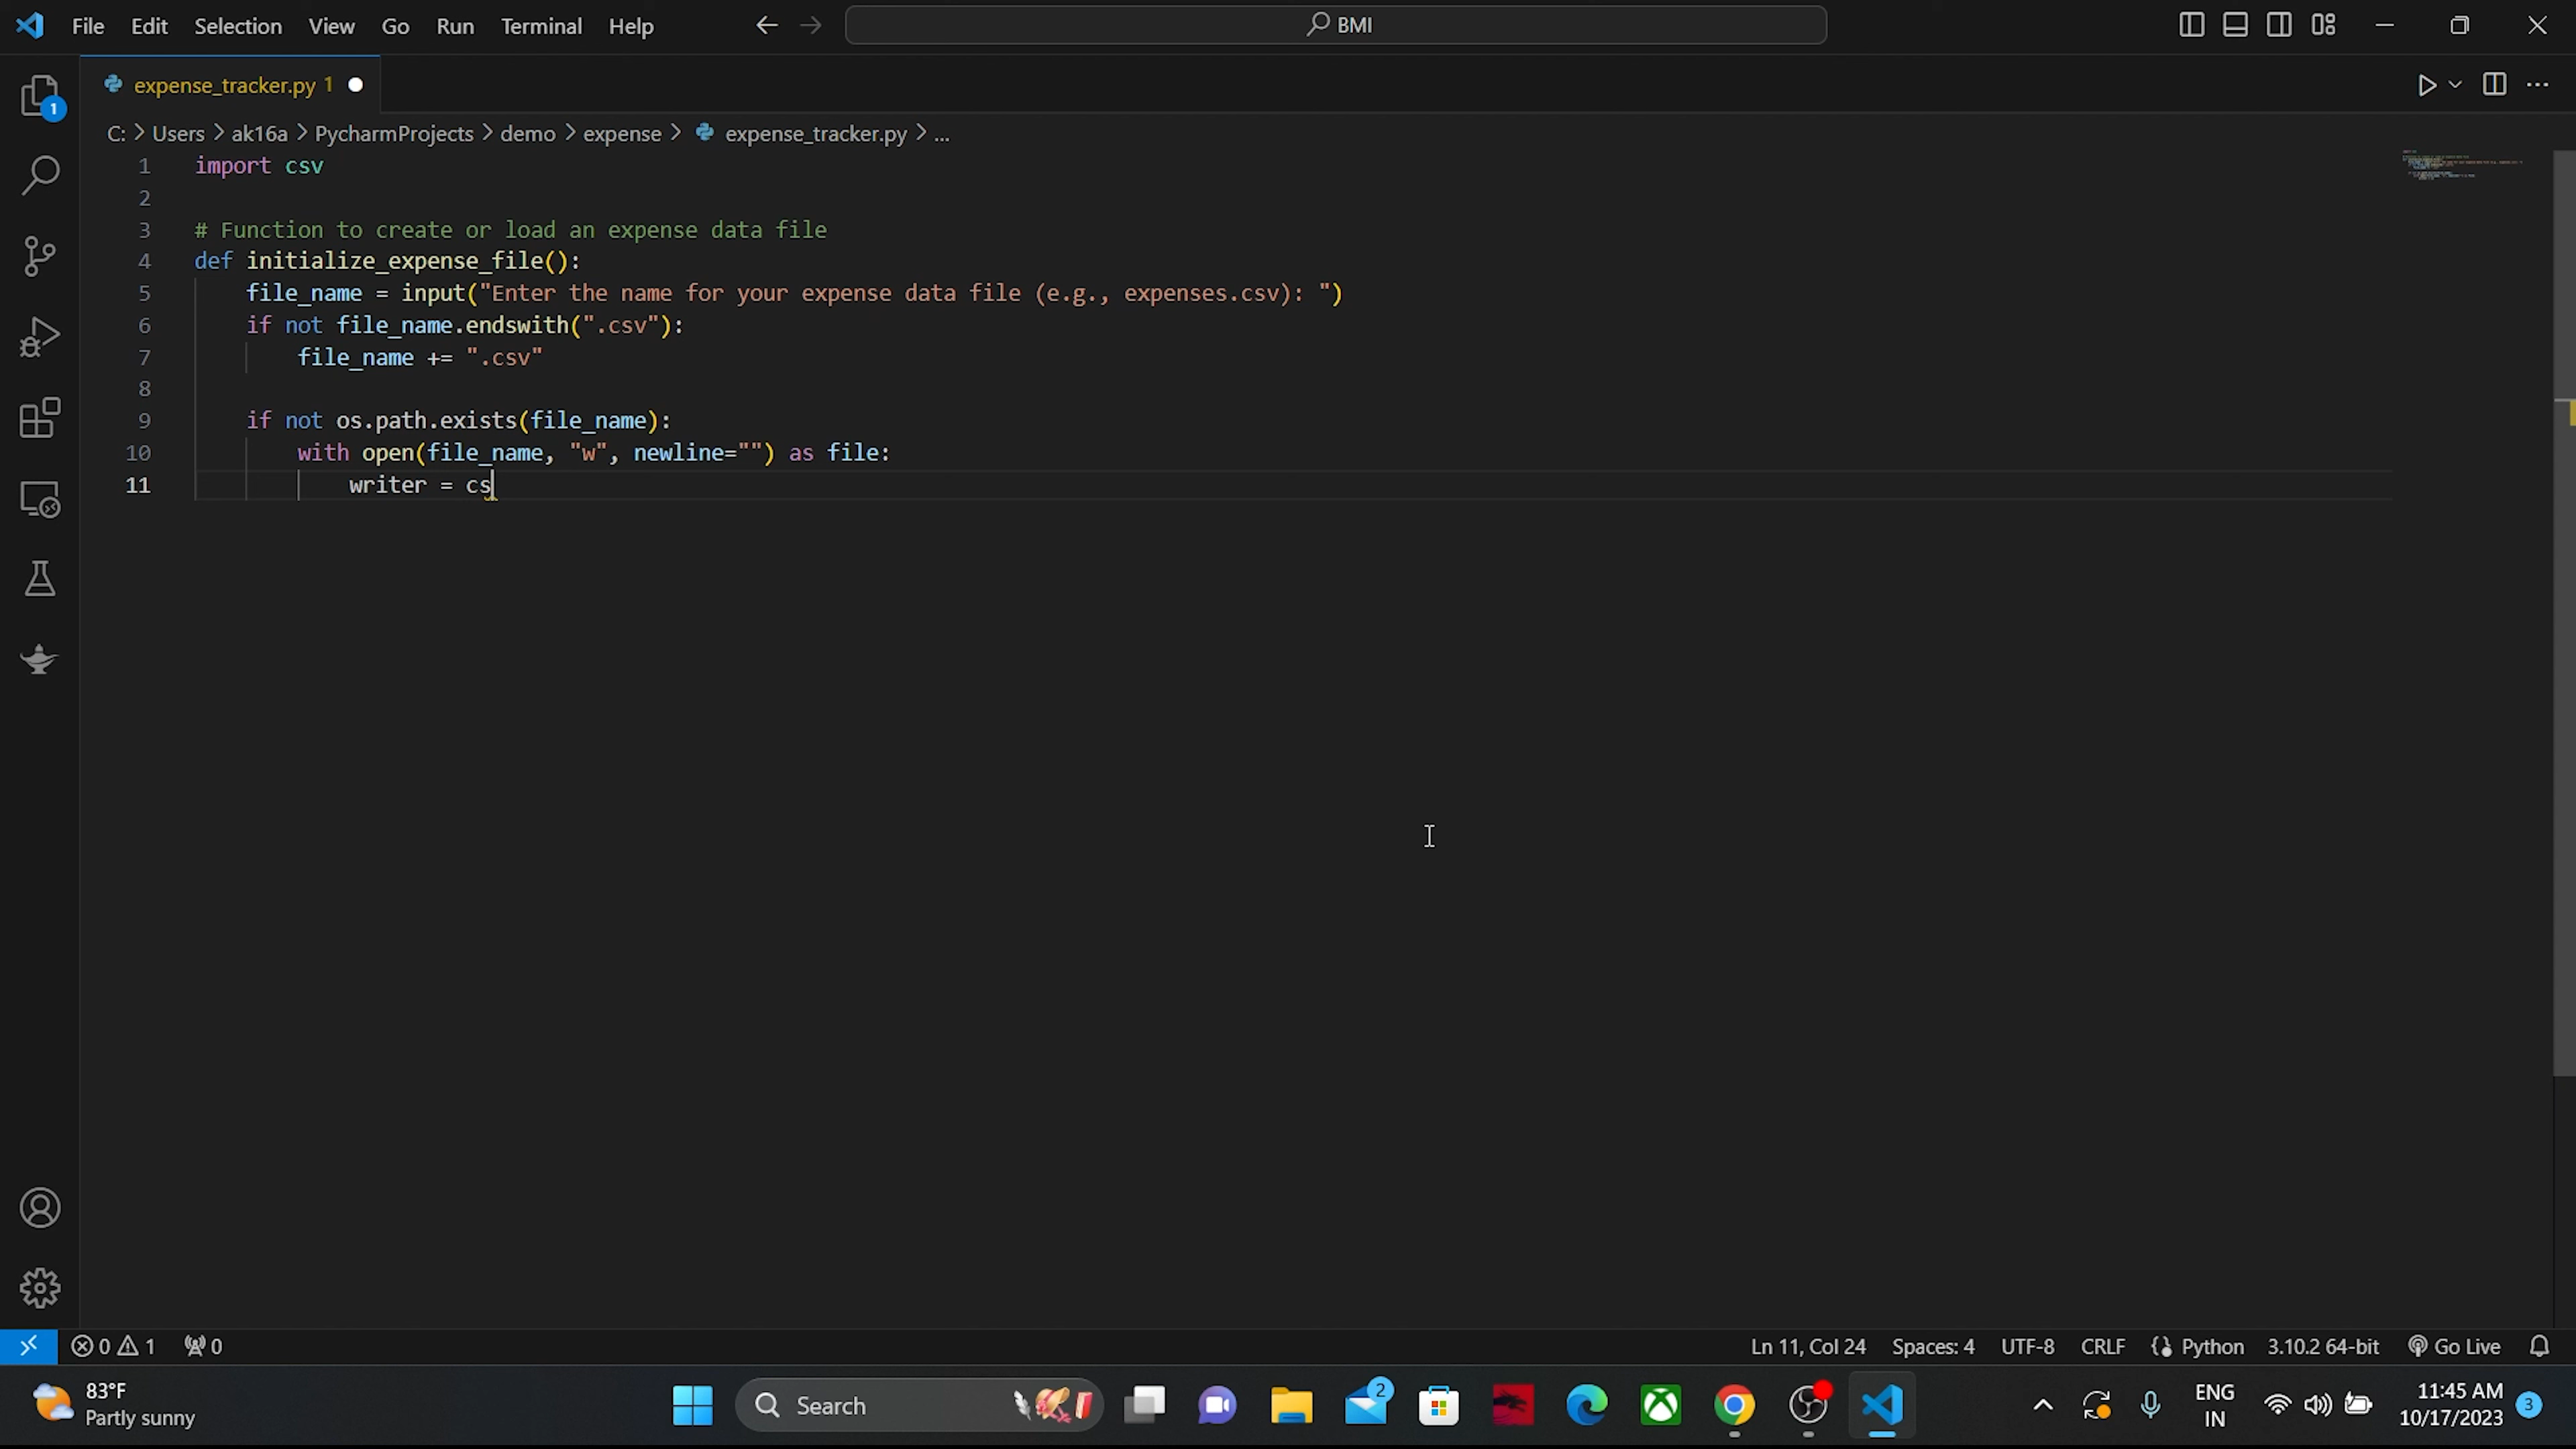 File Edit Selection View Go Run Terminal Help
BMI
expense_tracker.py 1
1
C: > Users > ak16a > PycharmProjects > demo > expense > expense_tracker.py > ...
1 import csv
2
3 # Function to create or load an expense data file
4 def initialize_expense_file():
5 file_name = input("Enter the name for your expense data file (e.g., expenses.csv): ")
6 if not file_name.endswith(".csv"):
7 file_name += ".csv"
8
9 if not os.path.exists(file_name):
10 with open(file_name, "w", newline="") as file:
11 writer = cs
0 1 0 Ln 11, Col 24 Spaces: 4 UTF-8 CRLF Python 3.10.2 64-bit Go Live
83°F
Partly sunny
Search
2
ENG
IN
11:45 AM
10/17/2023
3